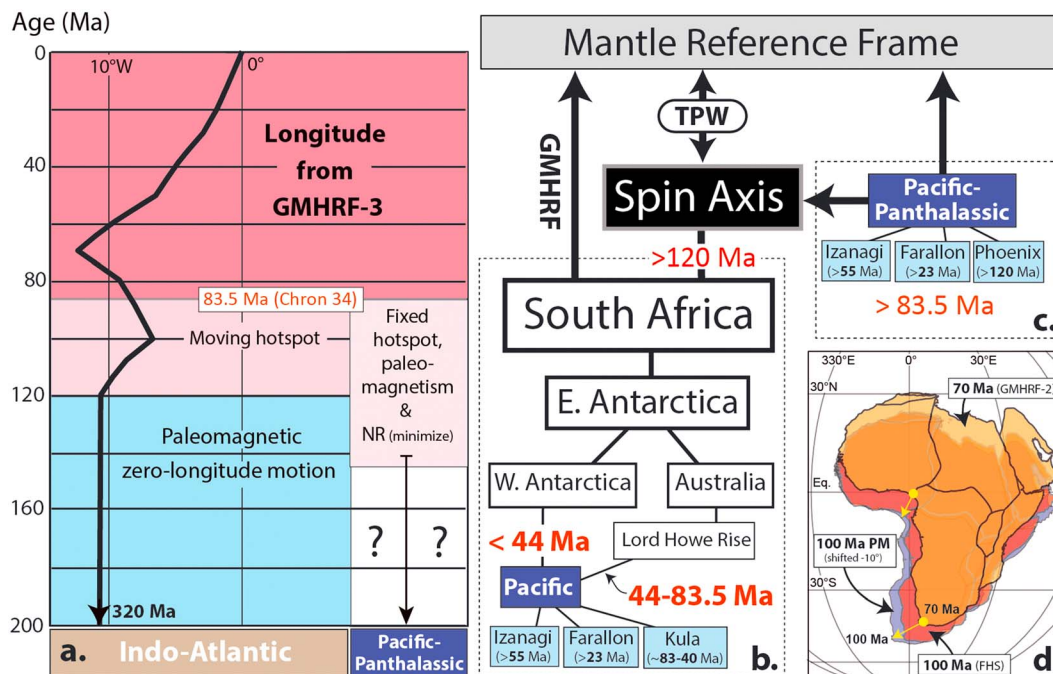 Age (Ma)
0
40
80
120
160
200
10°W
0°
Longitude
from
GMHRF-3
83.5 Ma (Chron 34)
Moving hotspot
Fixed
hotspot,
paleo-
magnetism
&
NR (minimize)
Paleomagnetic
zero-longitude motion
? ?
320 Ma
a.
Indo-Atlantic
Pacific-
Panthalassic
Mantle Reference Frame
GMHRF
TPW
Spin Axis
>120 Ma
South Africa
E. Antarctica
W. Antarctica
Australia
< 44 Ma
Lord Howe Rise
Pacific
44-83.5 Ma
Izanagi
(>55 Ma)
Farallon
(>23 Ma)
Kula
(~83-40 Ma)
b.
Pacific-
Panthalassic
Izanagi
(>55 Ma)
Farallon
(>23 Ma)
Phoenix
(>120 Ma)
> 83.5 Ma
c.
330°E
0°
30°E
30°N
70 Ma (GMHRF-2)
Eq.
100 Ma PM
(shifted -10°)
30°S
70 Ma
100 Ma
100 Ma (FHS)
d.